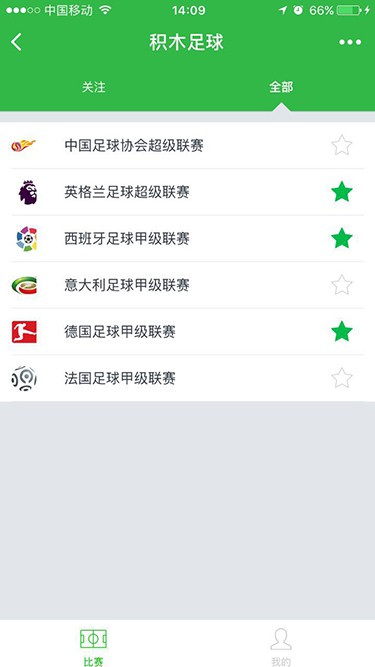 中国移动 14:09 66%
积木足球
关注 全部
中国足球协会超级联赛
英格兰足球超级联赛
西班牙足球甲级联赛
意大利足球甲级联赛
德国足球甲级联赛
法国足球甲级联赛
比赛 我的